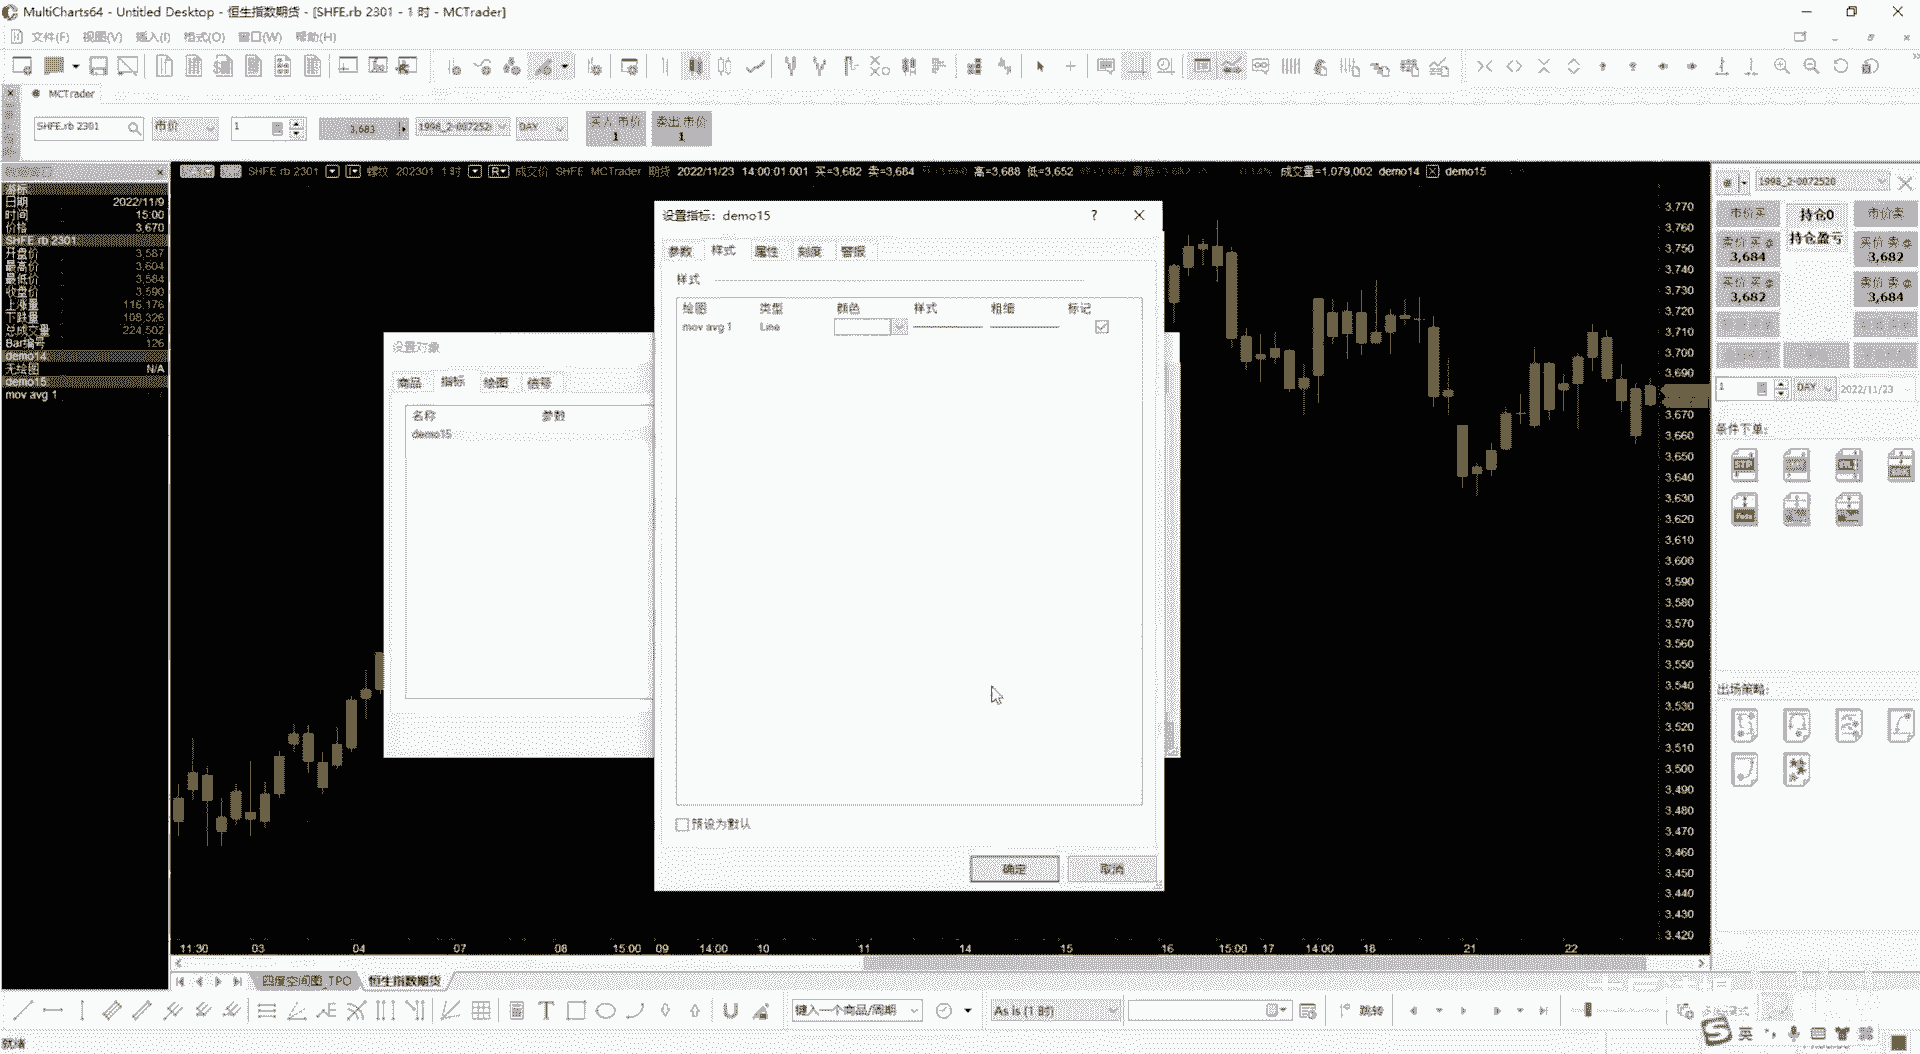 MultiCharts64 - Untitled Desktop - 恒生指数期货 - [SHFE.rb 2301 - 1 时 - MCTrader]
文件(F) 视图(V) 插入(I) 格式(O) 窗口(W) 帮助(H)
MCTrader
SHFE.rb 2301 市价 1 3,683 1998_2-007252 DAY 买入 市价 1 卖出 市价 1
SHFE rb 2301 螺纹 202301 1 时 成交价 SHFE MCTrader 期货 2022/11/23 14:00:01.001 买=3,682 卖=3,684 高=3,688 低=3,652 成交量=1,079,002 demo14 demo15
游标
日期 2022/11/9
时间 15:00
价格 3,670
SHFE rb 2301
开盘价 3,587
最高价 3,604
最低价 3,584
收盘价 3,590
上涨量 116,176
下跌量 108,326
总成交量 224,502
Bar编号 126
demo14
无绘图 N/A
demo15
mov avg 1
设置对象
商品 指标 绘图 信号
名称 参数
demo15
设置指标: demo15
参数 样式 属性 刻度 警报
样式
绘图 类型 颜色 样式 粗细 标记
mov avg 1 Line
预设为默认
确定 取消
3,770
3,760
3,750
3,740
3,730
3,720
3,710
3,700
3,690
3,670
3,660
3,650
3,640
3,630
3,620
3,610
3,600
3,590
3,580
3,570
3,560
3,550
3,540
3,530
3,520
3,510
3,500
3,490
3,480
3,470
3,460
3,450
3,440
3,430
3,420
11:30 03 04 07 08 15:00 09 14:00 10 11 14 15 16 15:00 17 14:00 18 21 22
1998_2-0072520
市价买 持仓0 市价卖
卖价 买 3,684 持仓盈亏 买价 卖 3,682
买价 买 3,682 卖价 卖 3,684
1 DAY 2022/11/23
条件下单:
出场策略:
四度空间图_TPO 恒生指数期货
键入一个商品/周期 As is (1 时) 跳转
就绪 英